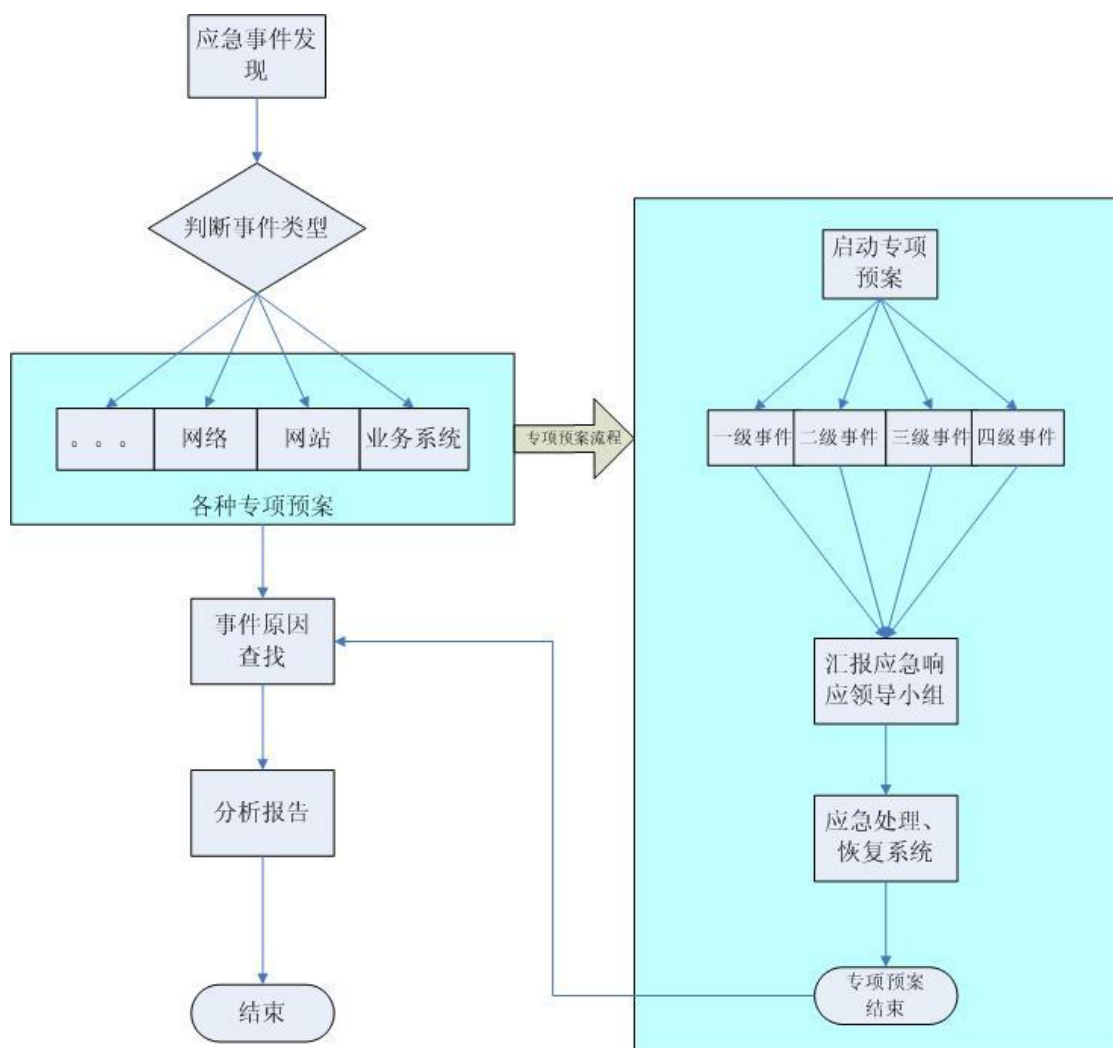 应急事件发
现
判断事件类型
。。。
网络
网站
业务系统
各种专项预案
专项预案流程
事件原因
查找
分析报告
结束
启动专项
预案
一级事件
二级事件
三级事件
四级事件
汇报应急响
应领导小组
应急处理、
恢复系统
专项预案
结束